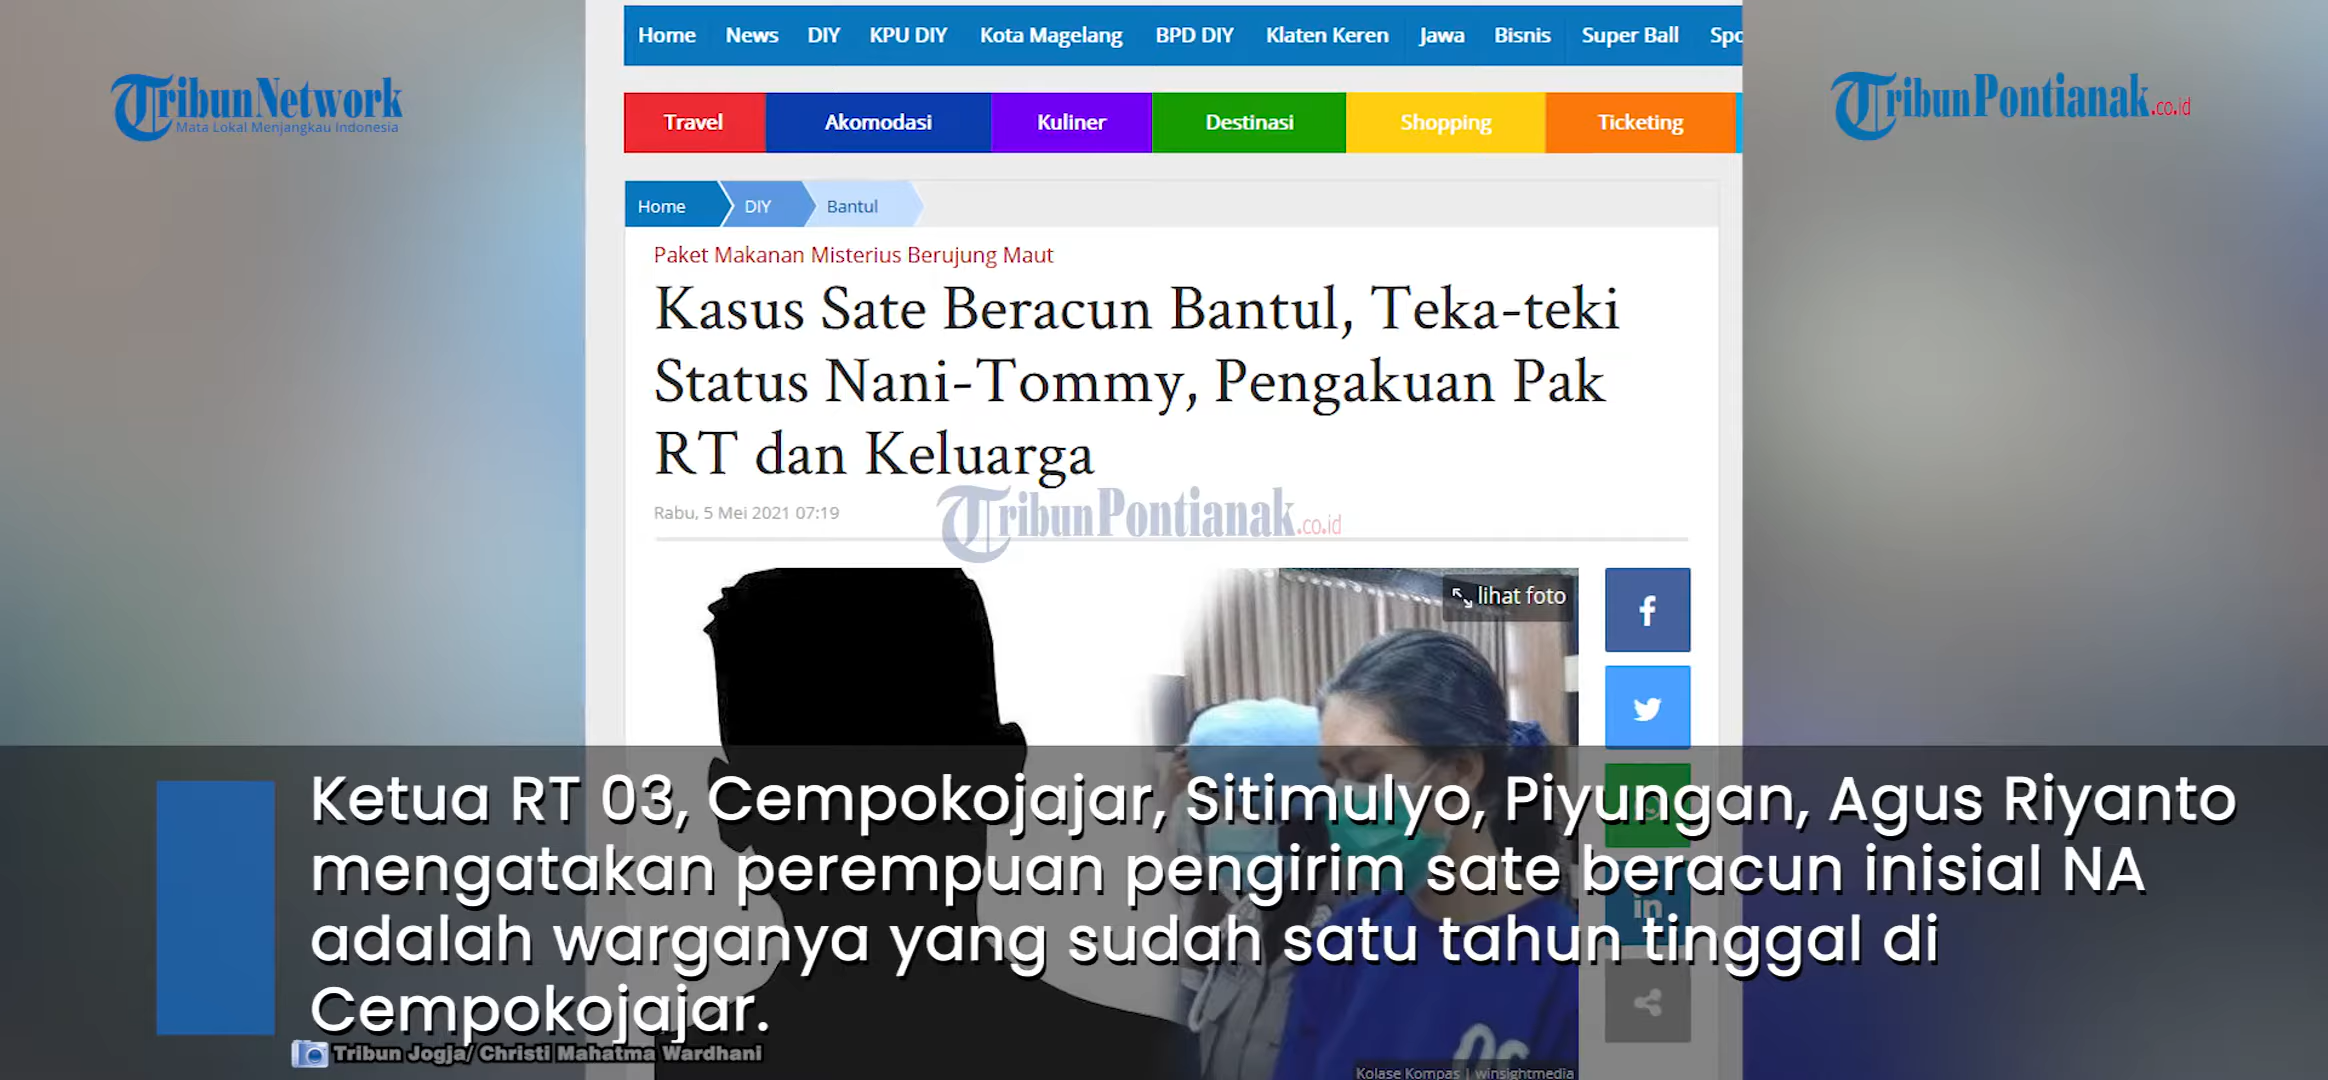 Home News DIY KPU DIY Kota Magelang BPD DIY Klaten Keren Jawa Bisnis Super Ball Spo
TribunNetwork
Mata Lokal Menjangkau Indonesia
TribunPontianak.co.id
Travel Akomodasi Kuliner Destinasi Shopping Ticketing
Home DIY Bantul
Paket Makanan Misterius Berujung Maut
Kasus Sate Beracun Bantul, Teka-teki
Status Nani-Tommy, Pengakuan Pak
RT dan Keluarga
Rabu, 5 Mei 2021 07:19
TribunPontianak.co.id
lihat foto
Ketua RT 03, Cempokojajar, Sitimulyo, Piyungan, Agus Riyanto
mengatakan perempuan pengirim sate beracun inisial NA
adalah warganya yang sudah satu tahun tinggal di
Cempokojajar.
Tribun Jogja/ Christi Mahatma Wardhani
Kolase Kompas | winsightmedia